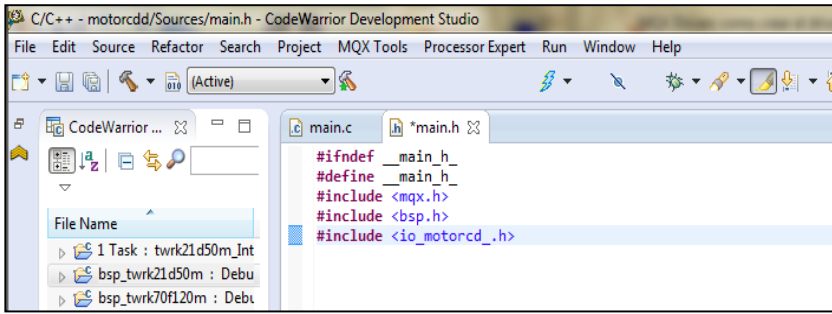 C/C++ - motorcdd/Sources/main.h - CodeWarrior Development Studio
File Edit Source Refactor Search Project MQX Tools Processor Expert Run Window Help
010 (Active)
CodeWarrior ... main.c *main.h
#ifndef __main_h_
#define __main_h_
#include <mqx.h>
#include <bsp.h>
#include <io_motorcd_.h>
File Name
1 Task : twrk21d50m_Int
bsp_twrk21d50m : Debu
bsp_twrk70f120m : Debu